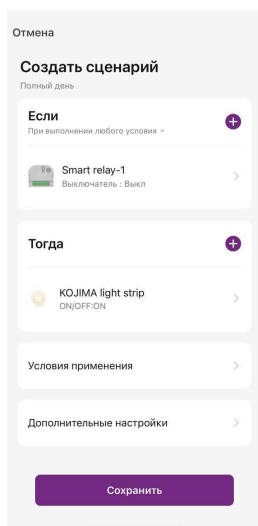 Отмена
Создать сценарий
Полный день
Если
При выполнении любого условия
Smart relay-1
Выключатель : Выкл
Тогда
KOJIMA light strip
ON/OFF:ON
Условия применения
Дополнительные настройки
Сохранить